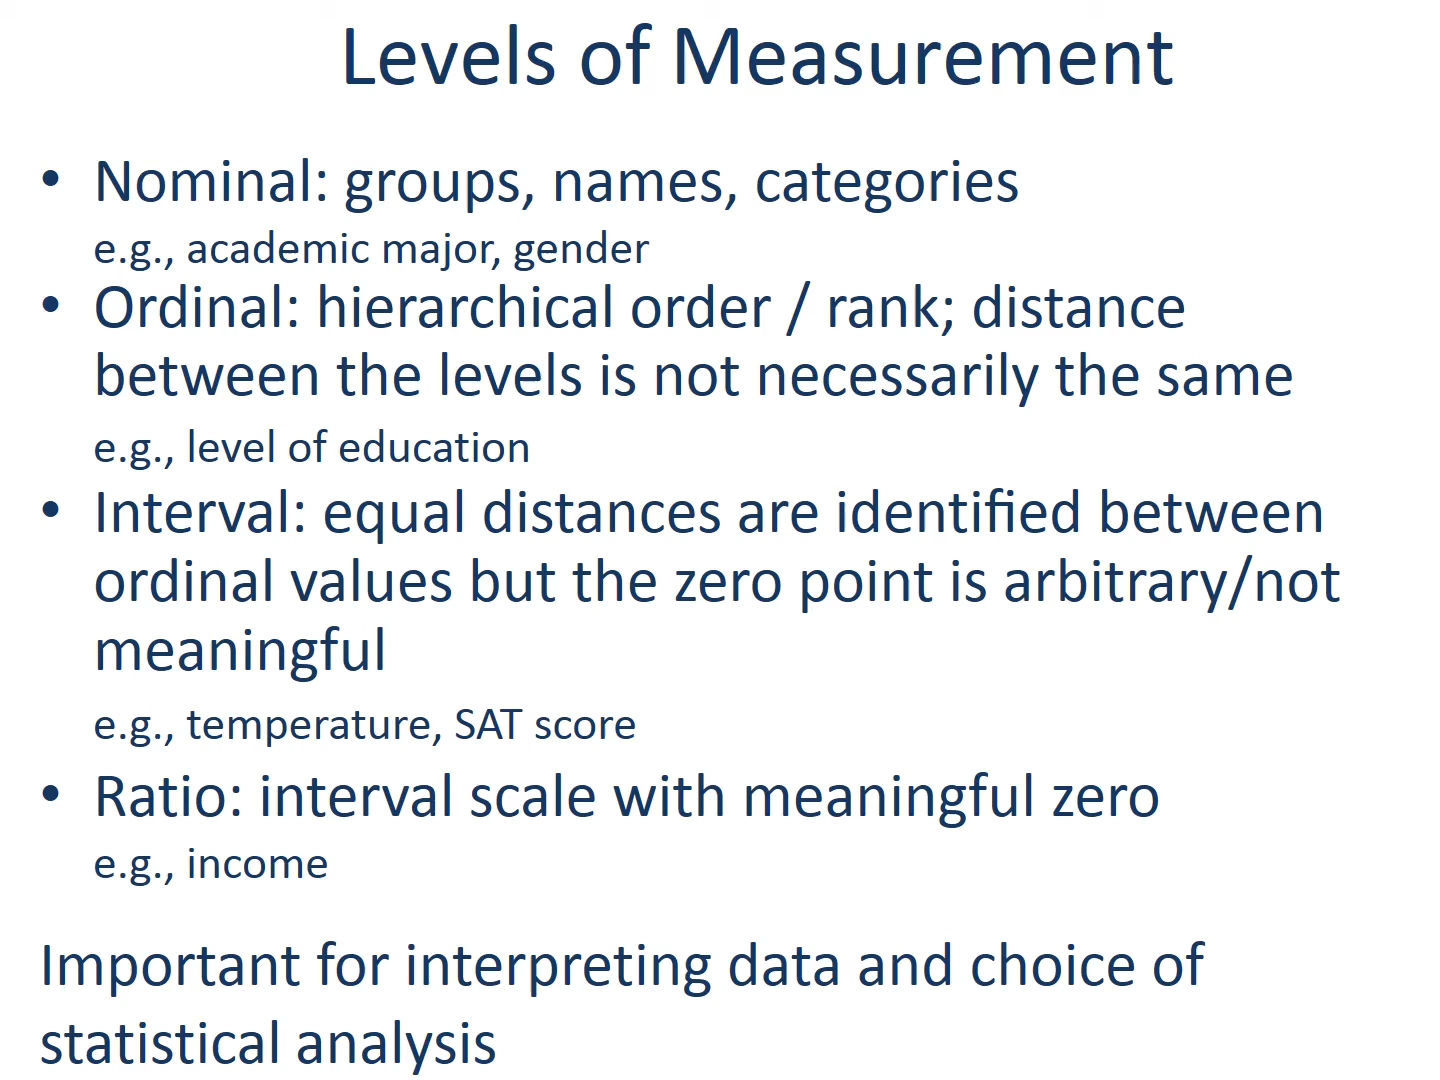 Levels of Measurement
• Nominal: groups, names, categories
e.g., academic major, gender
• Ordinal: hierarchical order / rank; distance
between the levels is not necessarily the same
e.g., level of education
• Interval: equal distances are identified between
ordinal values but the zero point is arbitrary/not
meaningful
e.g., temperature, SAT score
• Ratio: interval scale with meaningful zero
e.g., income
Important for interpreting data and choice of
statistical analysis